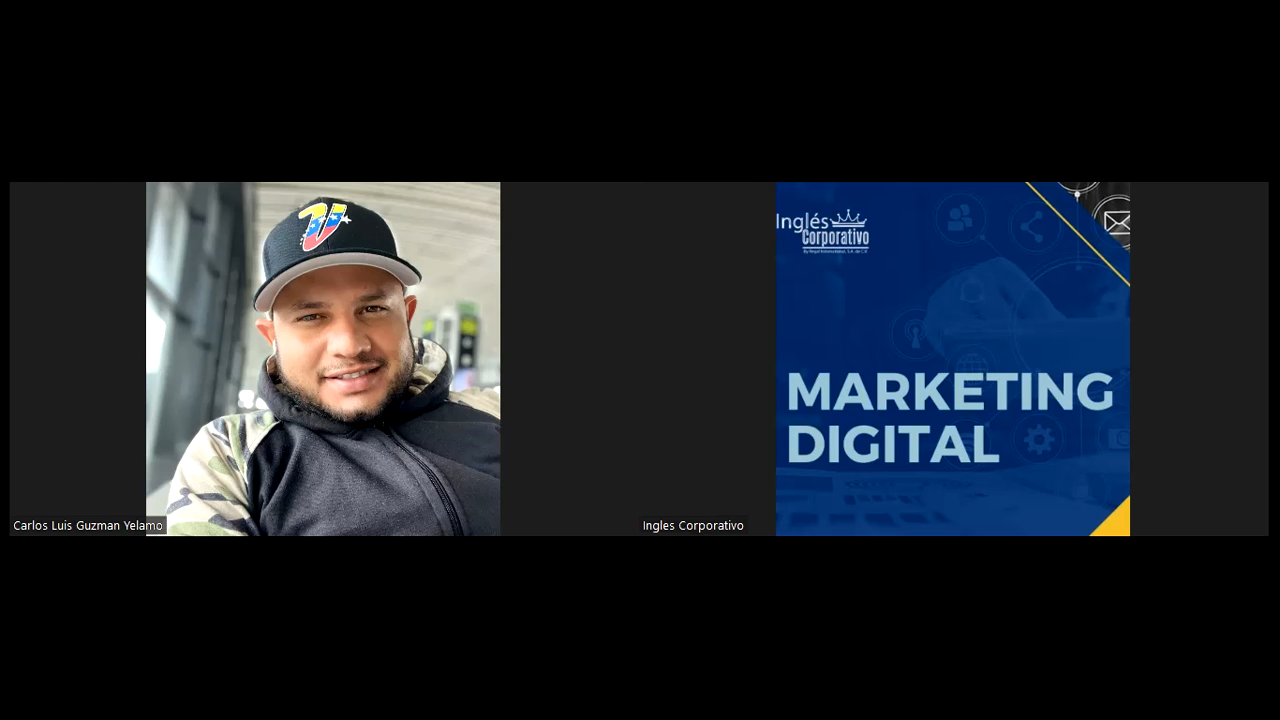 V
Inglés
Corporativo
MARKETING
DIGITAL
Carlos Luis Guzman Yelamo
Ingles Corporativo